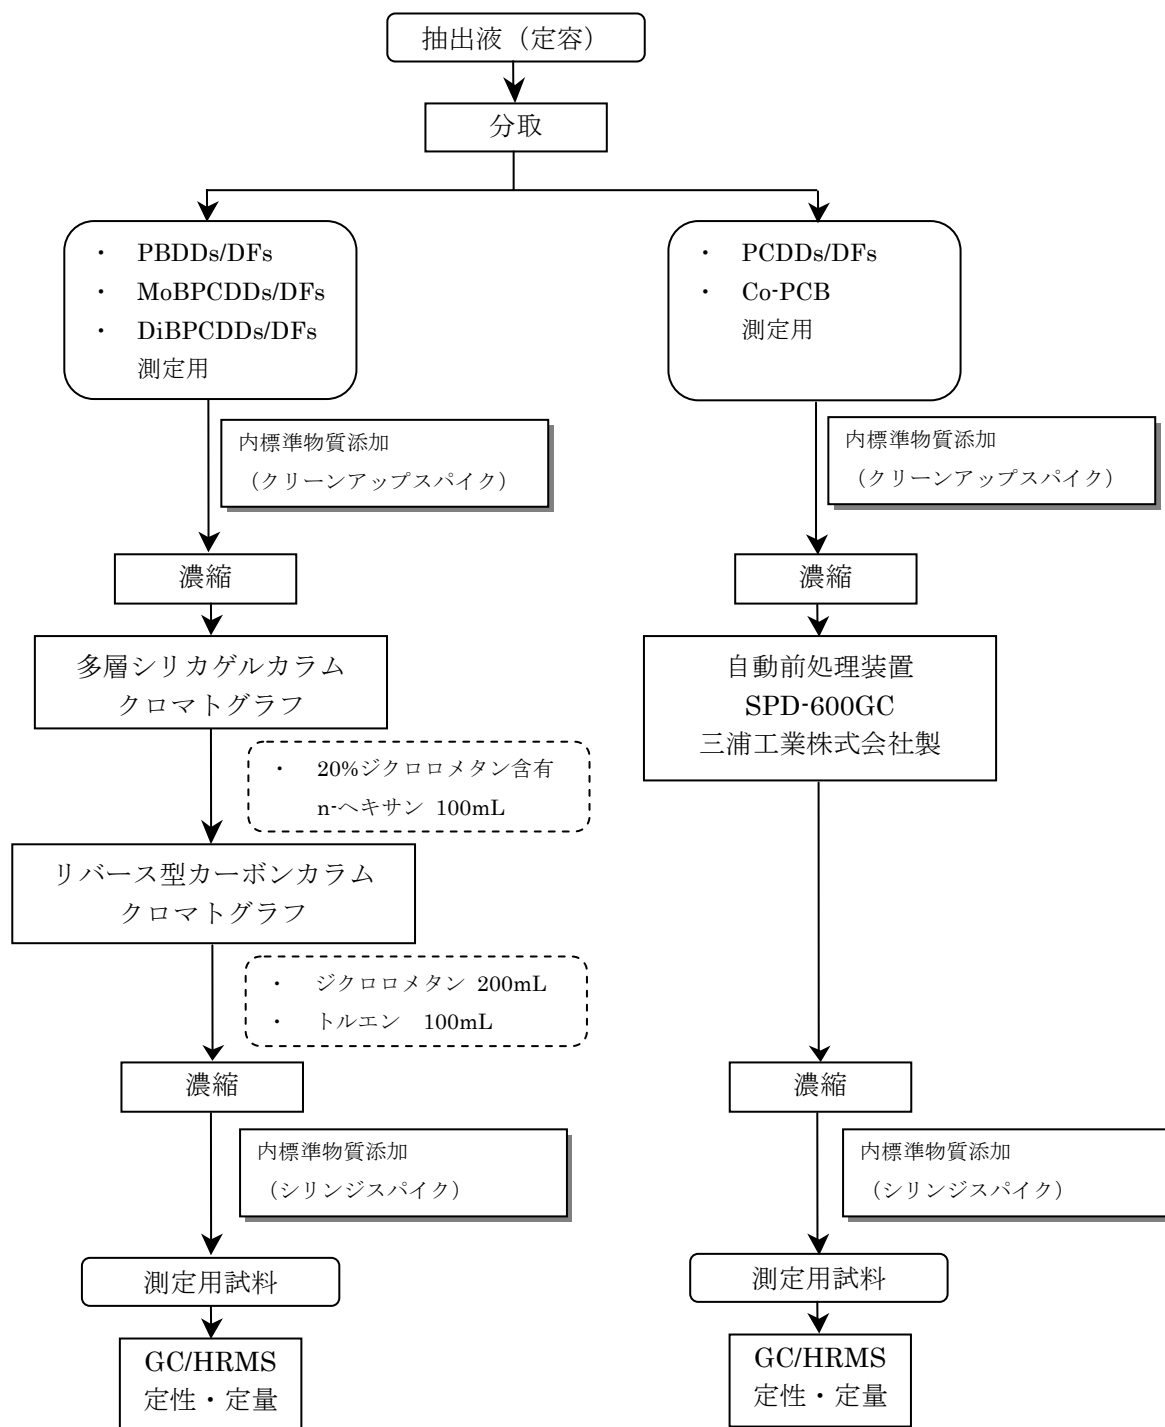 抽出液（定容）
分取
・ PBDDs/DFs
・ MoBPCDDs/DFs
・ DiBPCDDs/DFs
測定用
・ PCDDs/DFs
・ Co-PCB
測定用
内標準物質添加
（クリーンアップスパイク）
内標準物質添加
（クリーンアップスパイク）
濃縮
濃縮
多層シリカゲルカラム
クロマトグラフ
自動前処理装置
SPD-600GC
三浦工業株式会社製
・ 20%ジクロロメタン含有
n-ヘキサン 100mL
リバース型カーボンカラム
クロマトグラフ
・ ジクロロメタン 200mL
・ トルエン 100mL
濃縮
濃縮
内標準物質添加
（シリンジスパイク）
内標準物質添加
（シリンジスパイク）
測定用試料
測定用試料
GC/HRMS
定性・定量
GC/HRMS
定性・定量